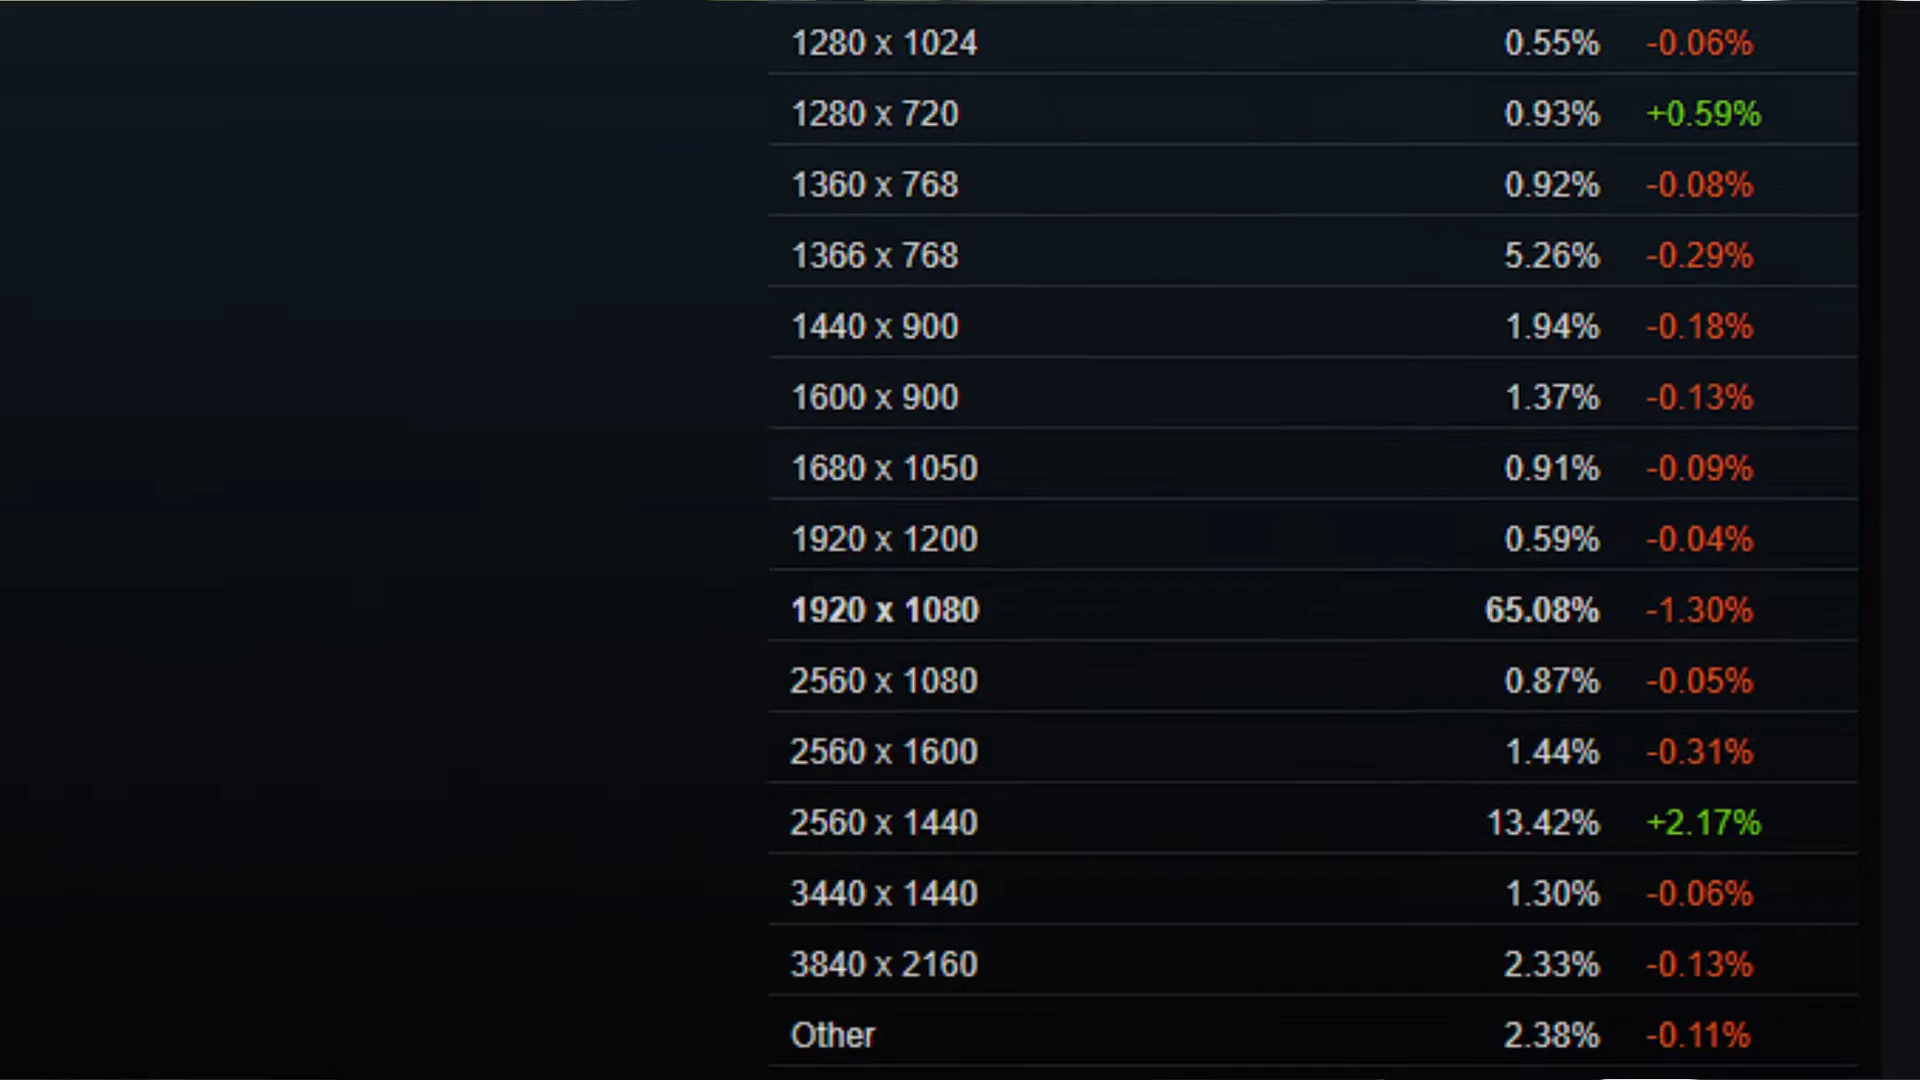 1280 x 1024 0.55% -0.06%
1280 x 720 0.93% +0.59%
1360 x 768 0.92% -0.08%
1366 x 768 5.26% -0.29%
1440 x 900 1.94% -0.18%
1600 x 900 1.37% -0.13%
1680 x 1050 0.91% -0.09%
1920 x 1200 0.59% -0.04%
1920 x 1080 65.08% -1.30%
2560 x 1080 0.87% -0.05%
2560 x 1600 1.44% -0.31%
2560 x 1440 13.42% +2.17%
3440 x 1440 1.30% -0.06%
3840 x 2160 2.33% -0.13%
Other 2.38% -0.11%